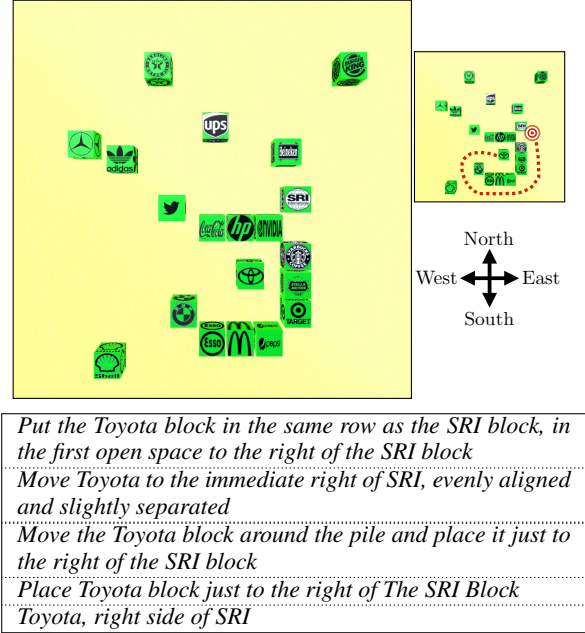 BURGER KING
ups
Heineken
adidas
SRI
Coca-Cola hp nVIDIA
STARBUCKS COFFEE
STELLA ARTOIS
TARGET
Esso Esso pepsi
Shell
North
West East
South
Put the Toyota block in the same row as the SRI block, in
the first open space to the right of the SRI block
Move Toyota to the immediate right of SRI, evenly aligned
and slightly separated
Move the Toyota block around the pile and place it just to
the right of the SRI block
Place Toyota block just to the right of The SRI Block
Toyota, right side of SRI